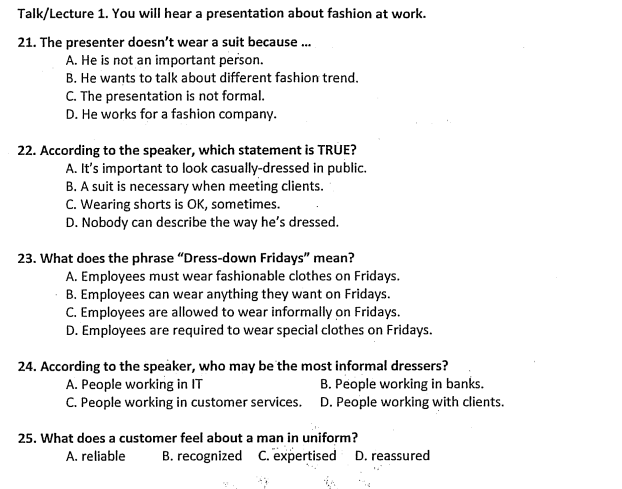 Talk/Lecture 1. You will hear a presentation about fashion at work.
21. The presenter doesn't wear a suit because ...
A. He is not an important person.
B. He wants to talk about different fashion trend.
C. The presentation is not formal.
D. He works for a fashion company.
22. According to the speaker, which statement is TRUE?
A. It's important to look casually-dressed in public.
B. A suit is necessary when meeting clients.
C. Wearing shorts is OK, sometimes.
D. Nobody can describe the way he's dressed.
23. What does the phrase "Dress-down Fridays" mean?
A. Employees must wear fashionable clothes on Fridays.
B. Employees can wear anything they want on Fridays.
C. Employees are allowed to wear informally on Fridays.
D. Employees are required to wear special clothes on Fridays.
24. According to the speaker, who may be the most informal dressers?
A. People working in IT B. People working in banks.
C. People working in customer services. D. People working with clients.
25. What does a customer feel about a man in uniform?
A. reliable B. recognized C. expertised D. reassured